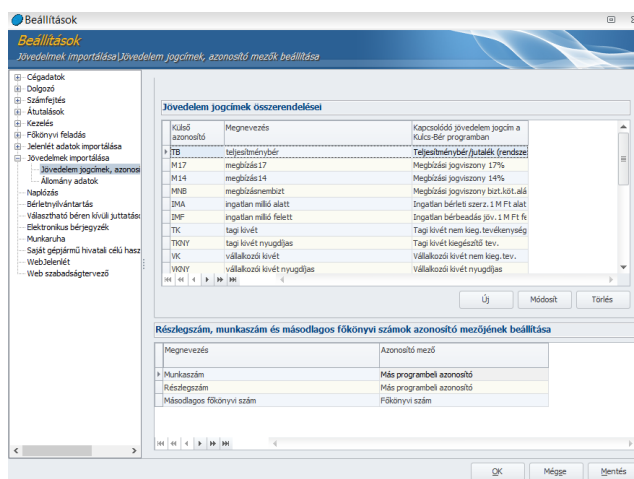 Beállítások
Beállítások
Jövedelmek importálása\Jövedelem jogcímek, azonosító mezők beállítása
Cégadatok
Dolgozó
Számfejtés
Átutalások
Kezelés
Főkönyvi feladás
Jelenlét adatok importálása
Jövedelmek importálása
Jövedelem jogcímek, azonosí
Állomány adatok
Naplózás
Bérletnyilvántartás
Választható béren kívüli juttatáso
Elektronikus bérjegyzék
Munkaruha
Saját gépjármű hivatali célú hasz
WebJelenlét
Web szabadságtervező
Jövedelem jogcímek összerendelései
Külső azonosító Megnevezés Kapcsolódó jövedelem jogcím a Kulcs-Bér programban
TB teljesítménybér Teljesítménybér/jutalék (rendsze
M17 megbízás17 Megbízási jogviszony 17%
M14 megbízás14 Megbízási jogviszony 14%
MNB megbízásnembizt Megbízási jogviszony bizt.köt.alá
IMA ingatlan millió alatt Ingatlan bérleti szerz.1 M Ft alat
IMF ingatlan millió felett Ingatlan bérbeadás jöv.1 M Ft fe
TK tagi kivét Tagi kivét nem kieg.tevékenység
TKNY tagi kivét nyugdíjas Tagi kivét kiegészítő tev.
VK vállalkozói kivét Vállalkozói kivét nem kieg.tev.
VKNY vállalkozói kivét nyugdíjas Vállalkozói kivét nyugdíjas
Új Módosít Törlés
Részlegszám, munkaszám és másodlagos főkönyvi számok azonosító mezőjének beállítása
Megnevezés Azonosító mező
Munkaszám Más programbeli azonosító
Részlegszám Más programbeli azonosító
Másodlagos főkönyvi szám Főkönyvi szám
OK Mégse Mentés